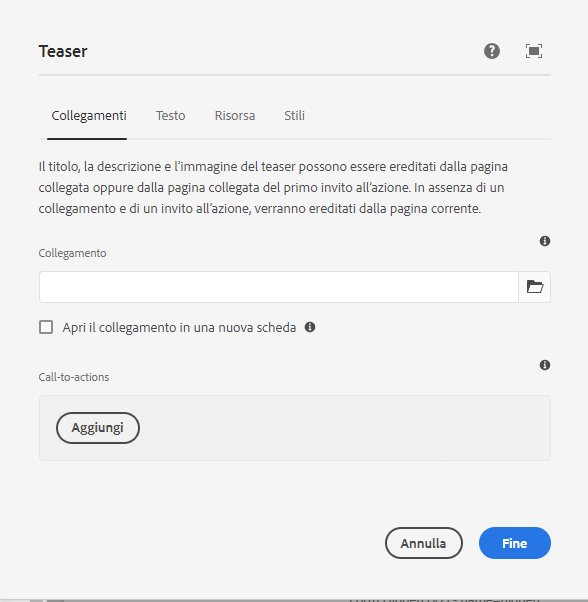 Teaser
Collegamenti Testo Risorsa Stili
Il titolo, la descrizione e l'immagine del teaser possono essere ereditati dalla pagina
collegata oppure dalla pagina collegata del primo invito all'azione. In assenza di un
collegamento e di un invito all'azione, verranno ereditati dalla pagina corrente.
Collegamento
Apri il collegamento in una nuova scheda
Call-to-actions
Aggiungi
Annulla Fine